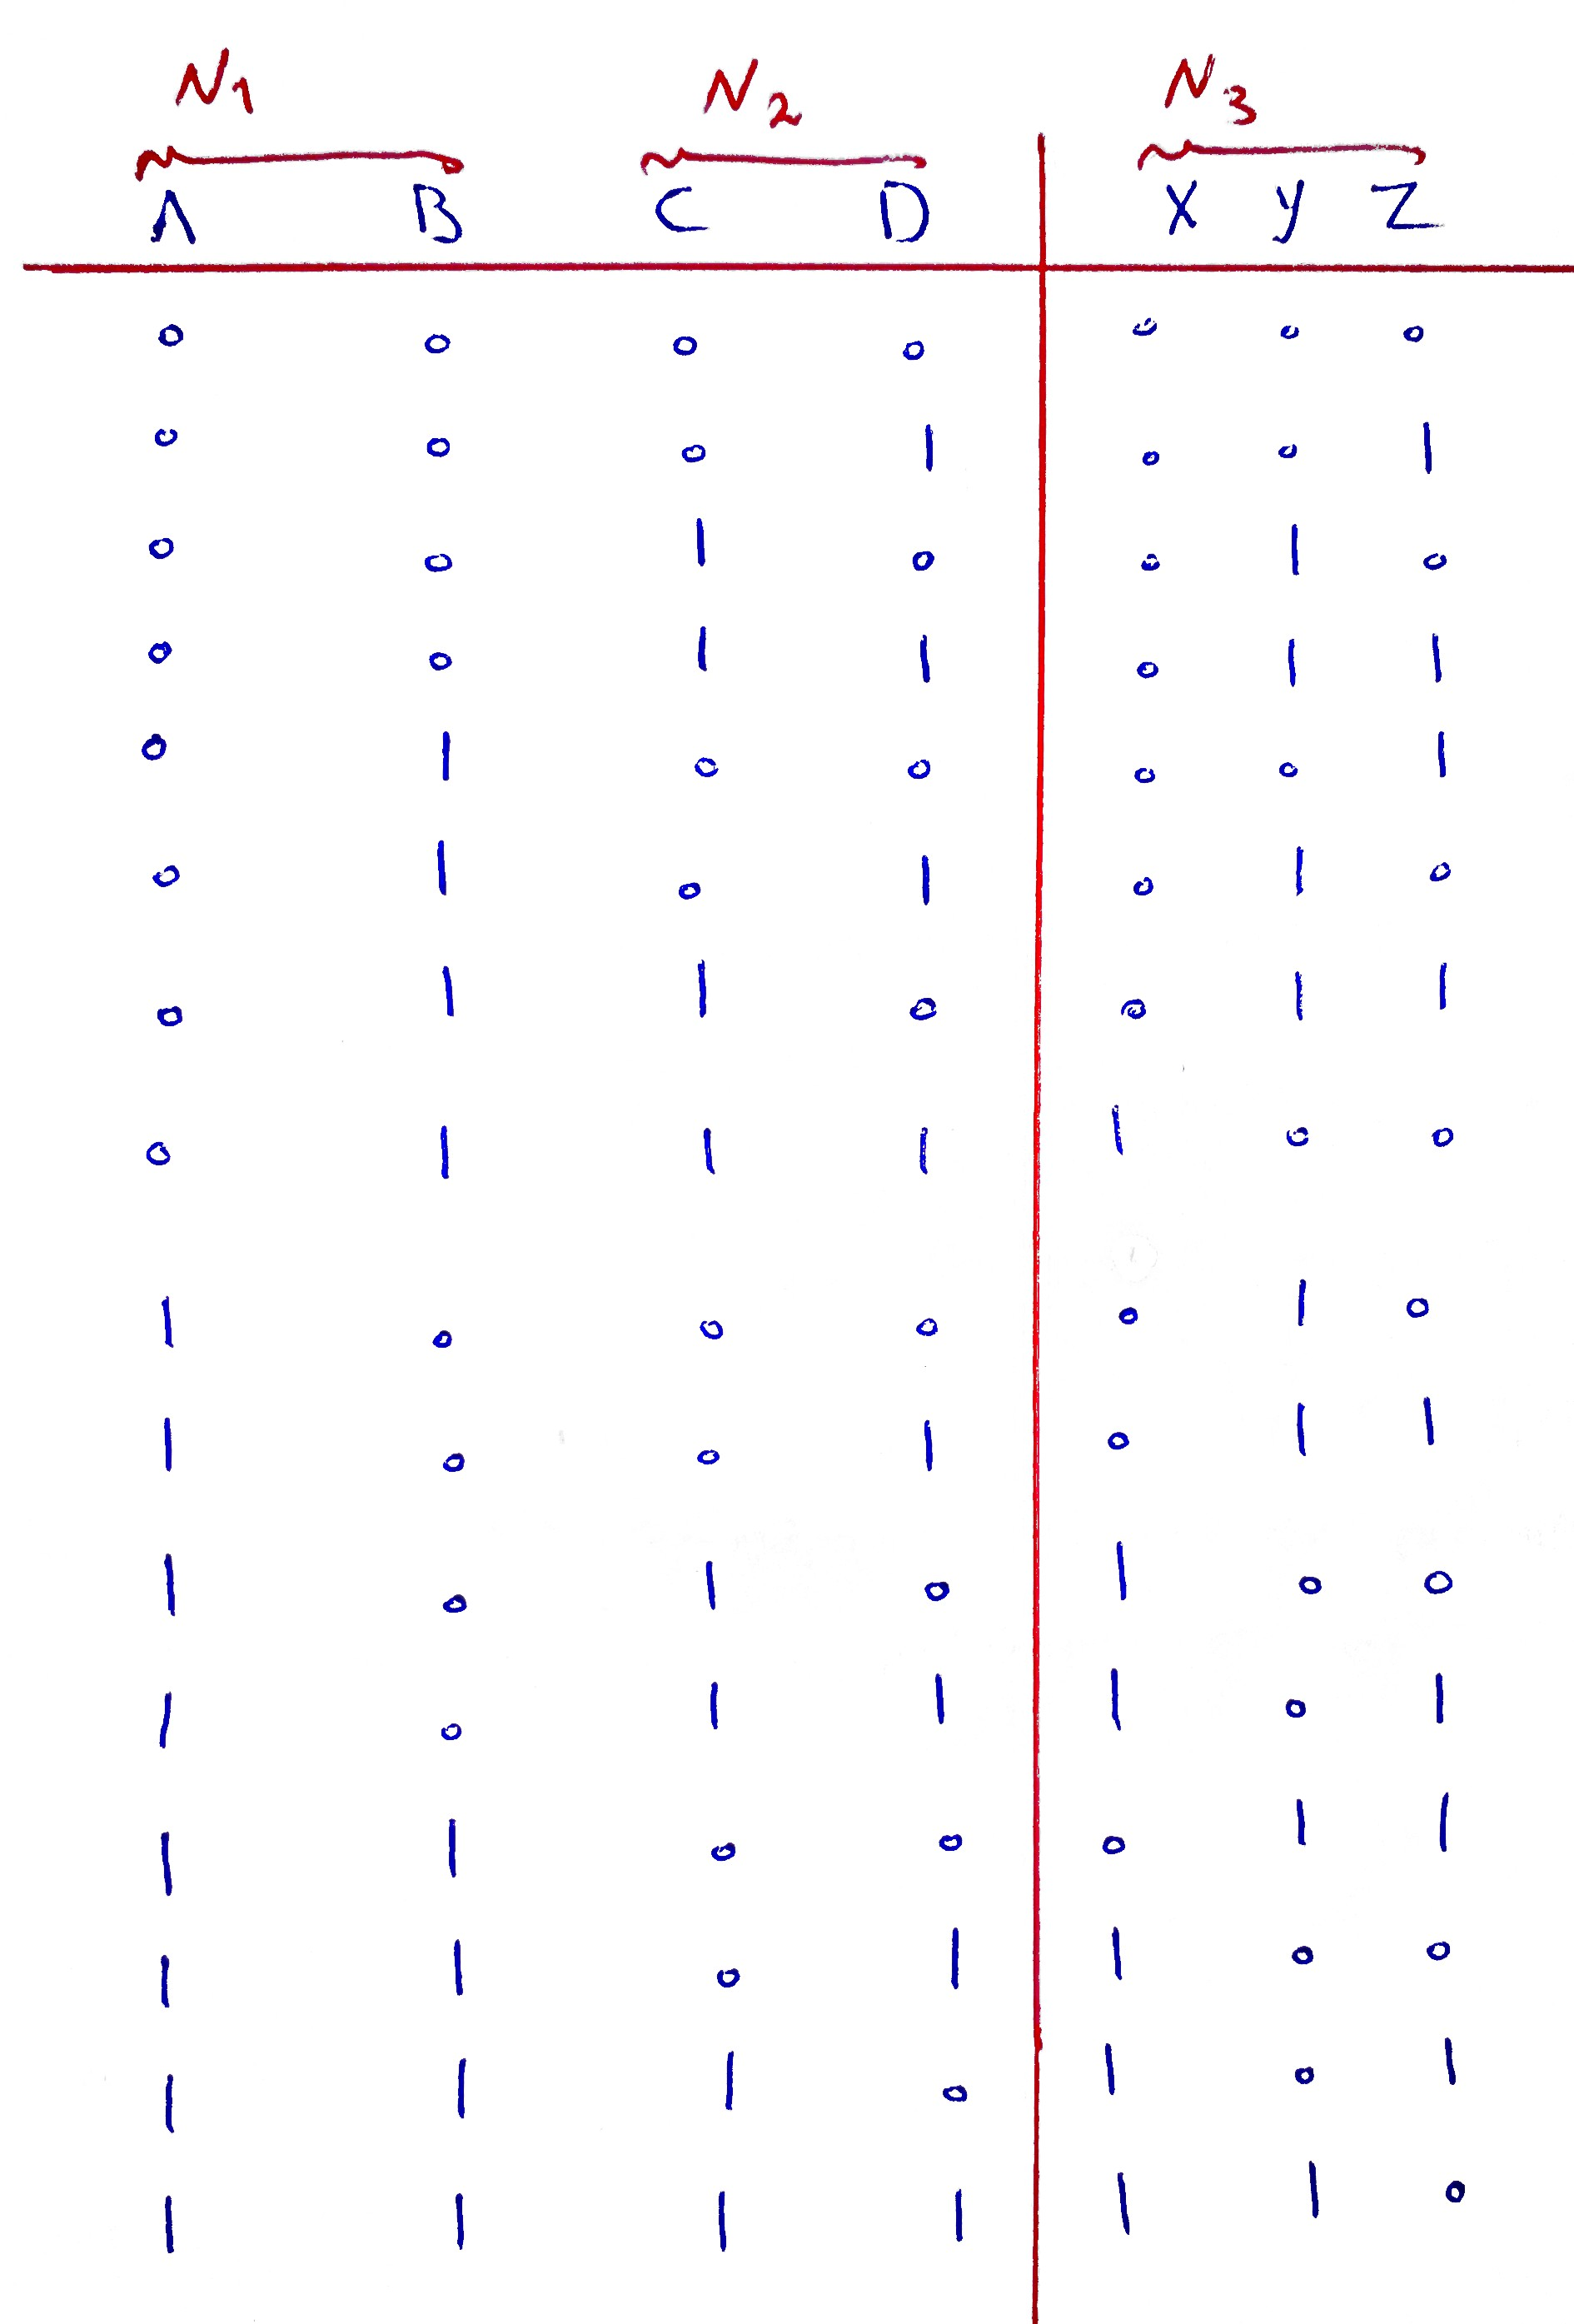 N1 N2 N3
A B C D X Y Z
0 0 0 0 0 0 0
0 0 0 1 0 0 1
0 0 1 0 0 1 0
0 0 1 1 0 1 1
0 1 0 0 0 0 1
0 1 0 1 0 1 0
0 1 1 0 0 1 1
0 1 1 1 1 0 0
1 0 0 0 0 1 0
1 0 0 1 0 1 1
1 0 1 0 1 0 0
1 0 1 1 1 0 1
1 1 0 0 0 1 1
1 1 0 1 1 0 0
1 1 1 0 1 0 1
1 1 1 1 1 1 0